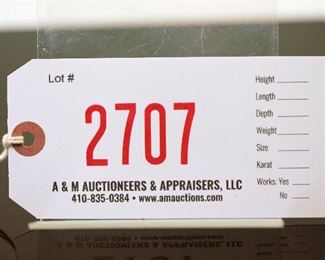 Lot #
2707
A & M AUCTIONEERS & APPRAISERS, LLC
410-835-0384 • www.amauctions.com
Height
Length
Depth
Weight
Size
Karat
Works: Yes
No